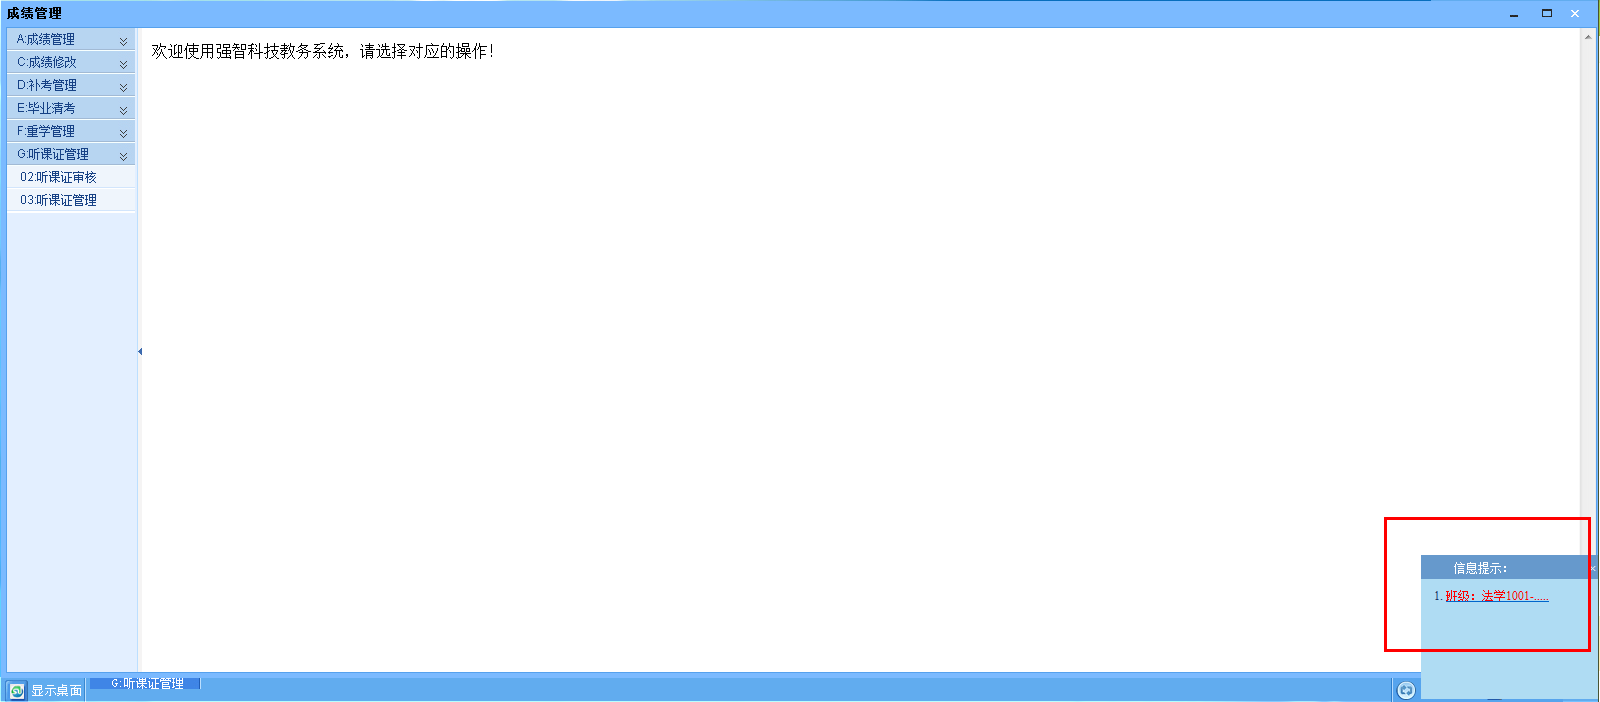 成绩管理
A:成绩管理
C:成绩修改
D:补考管理
E:毕业清考
F:重学管理
G:听课证管理
02:听课证审核
03:听课证管理
欢迎使用强智科技教务系统，请选择对应的操作！
信息提示：
1. 班级：法学1001-.....
显示桌面
G:听课证管理